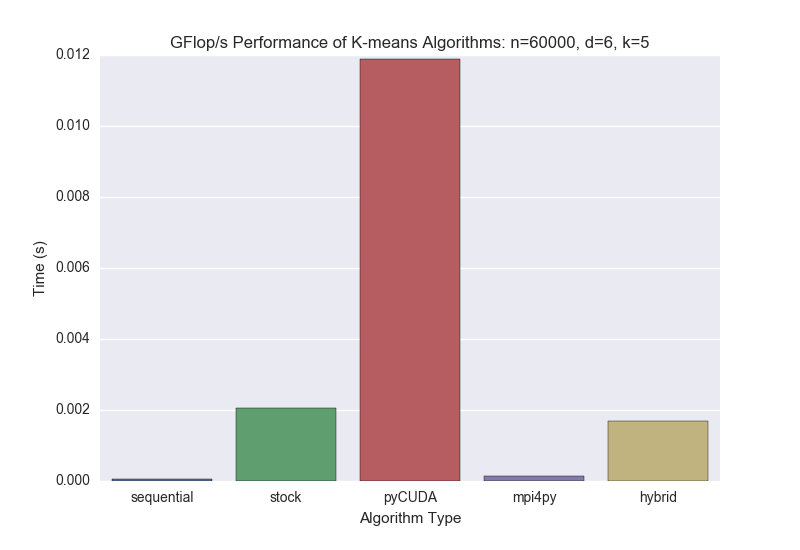 GFlop/s Performance of K-means Algorithms: n=60000, d=6, k=5
0.012
0.010
0.008
0.006
0.004
0.002
0.000
Time (s)
sequential stock pyCUDA mpi4py hybrid
Algorithm Type